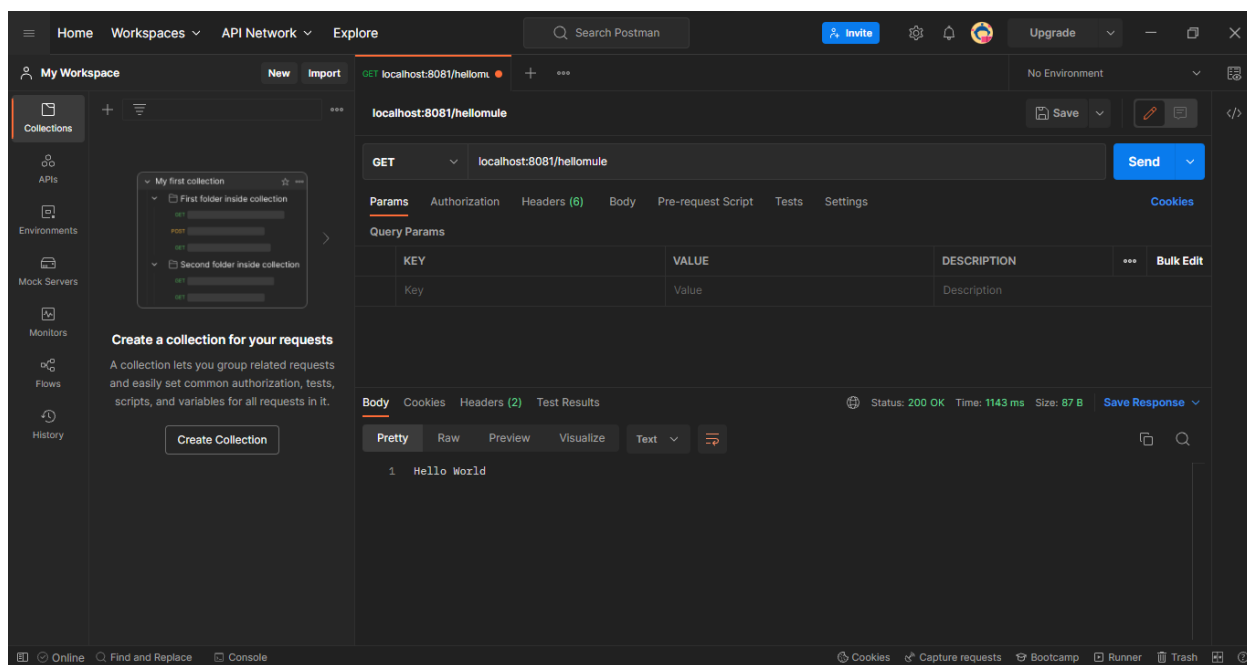 Home Workspaces API Network Explore Search Postman Invite Upgrade
My Workspace New Import GET localhost:8081/hellomu No Environment
Collections
APIs
Environments
Mock Servers
Monitors
Flows
History
My first collection
First folder inside collection
GET
POST
GET
Second folder inside collection
GET
GET
Create a collection for your requests
A collection lets you group related requests
and easily set common authorization, tests,
scripts, and variables for all requests in it.
Create Collection
localhost:8081/hellomule Save
GET localhost:8081/hellomule Send
Params Authorization Headers (6) Body Pre-request Script Tests Settings Cookies
Query Params
KEY VALUE DESCRIPTION Bulk Edit
Key Value Description
Body Cookies Headers (2) Test Results Status: 200 OK Time: 1143 ms Size: 87 B Save Response
Pretty Raw Preview Visualize Text
1 Hello World
Online Find and Replace Console Cookies Capture requests Bootcamp Runner Trash